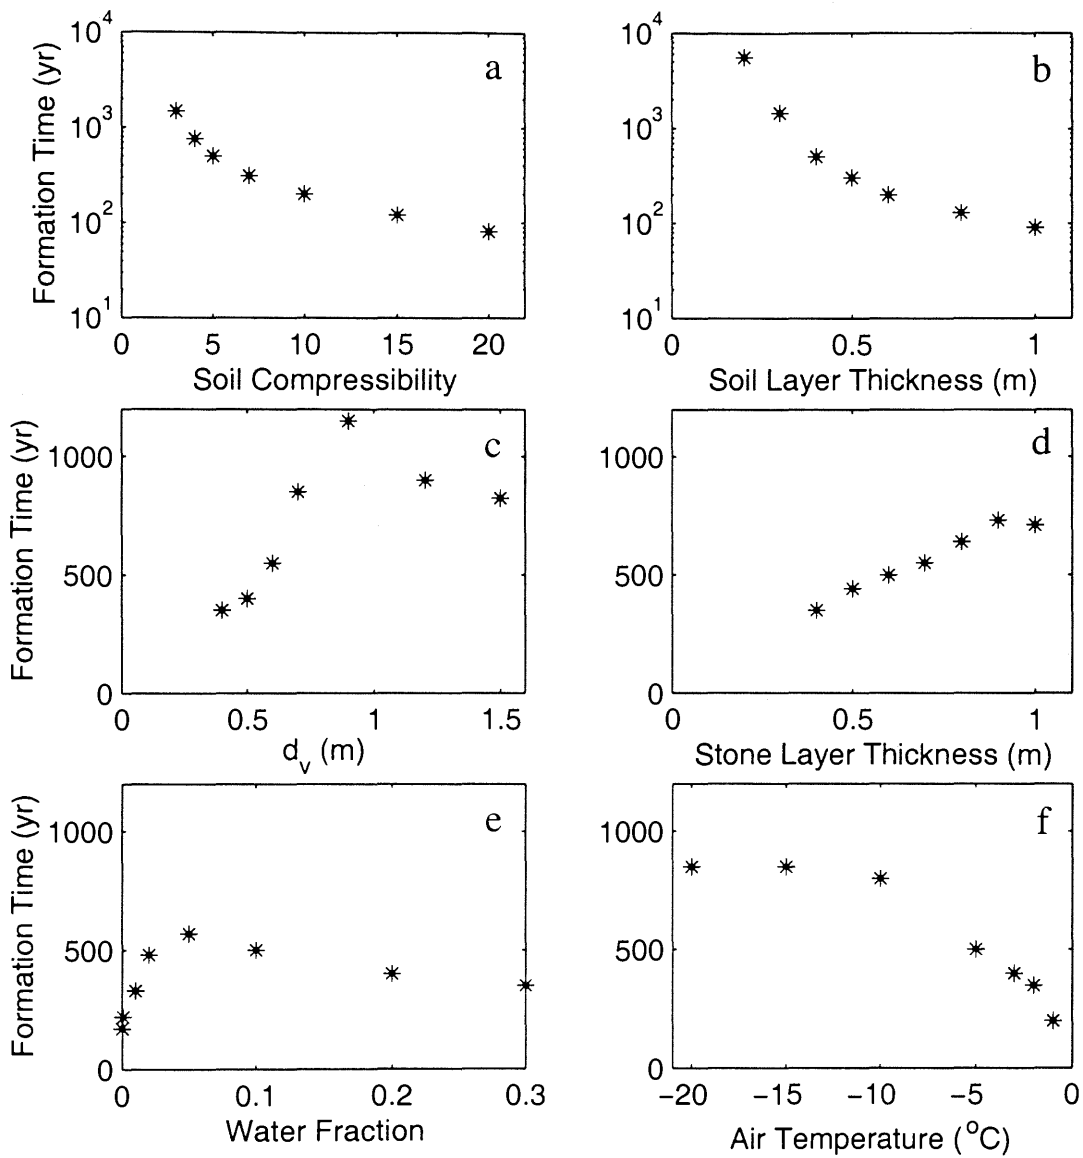 10^4
10^3
10^2
10^1
Formation Time (yr)
a
0 5 10 15 20
Soil Compressibility
10^4
10^3
10^2
10^1
b
0 0.5 1
Soil Layer Thickness (m)
1000
500
0
Formation Time (yr)
c
0 0.5 1 1.5
d_v (m)
1000
500
0
d
0 0.5 1
Stone Layer Thickness (m)
1000
500
0
Formation Time (yr)
e
0 0.1 0.2 0.3
Water Fraction
1000
500
0
f
−20 −15 −10 −5 0
Air Temperature (°C)